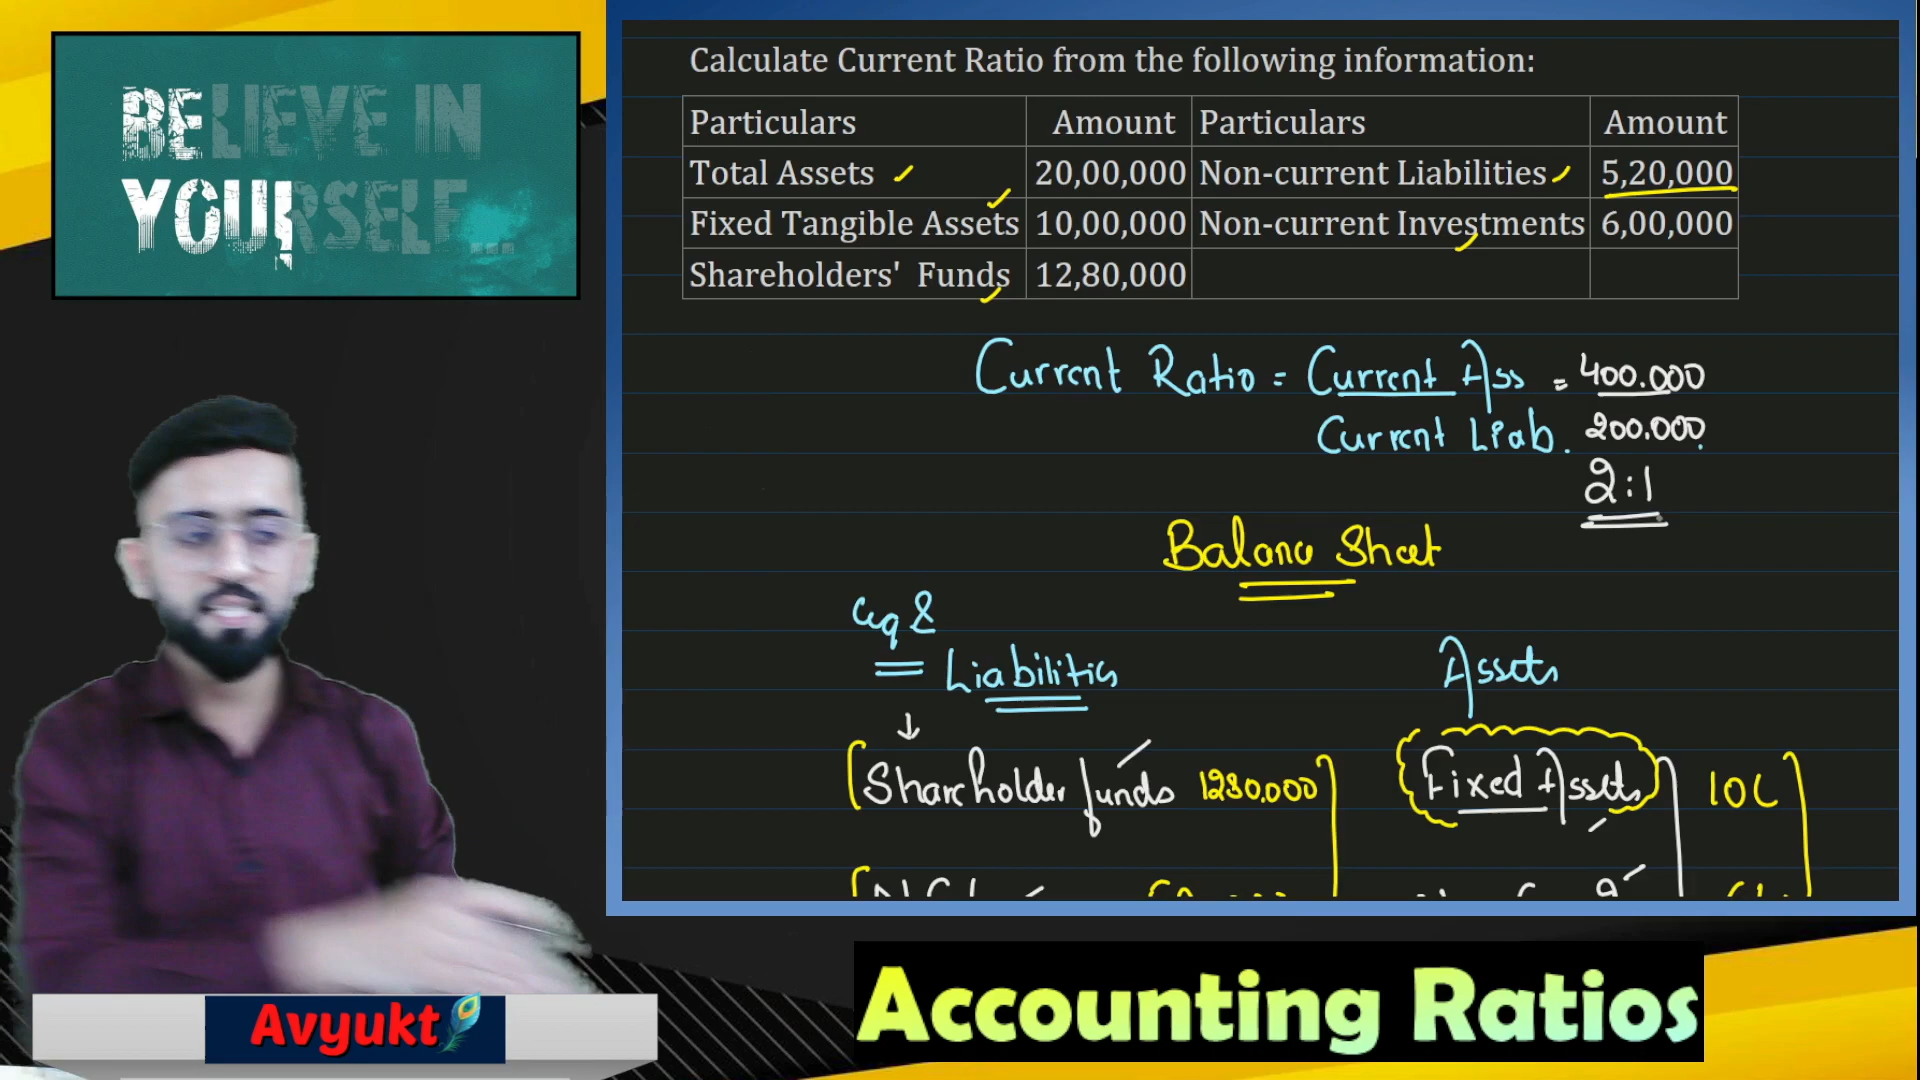 BELIEVE IN
YOURSELF...
Calculate Current Ratio from the following information:
Particulars Amount Particulars Amount
Total Assets 20,00,000 Non-current Liabilities 5,20,000
Fixed Tangible Assets 10,00,000 Non-current Investments 6,00,000
Shareholders' Funds 12,80,000
Current Ratio = Current Ass = 400.000
Current Liab. 200.000
2:1
Balance Sheet
Eq &
Liabilities
Assets
Shareholder funds 1280.000 Fixed Assets 10L
Avyukt
Accounting Ratios